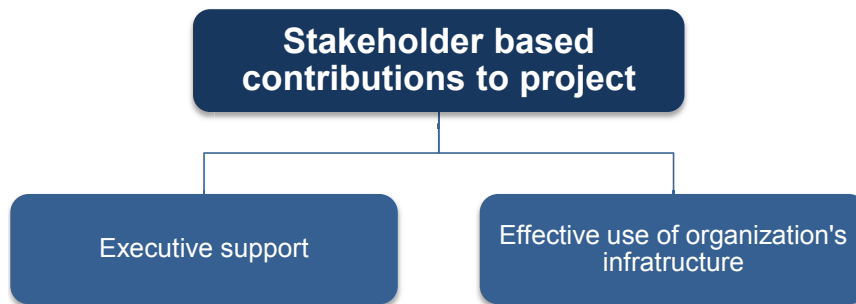 Stakeholder based
contributions to project
Executive support
Effective use of organization's
infratructure